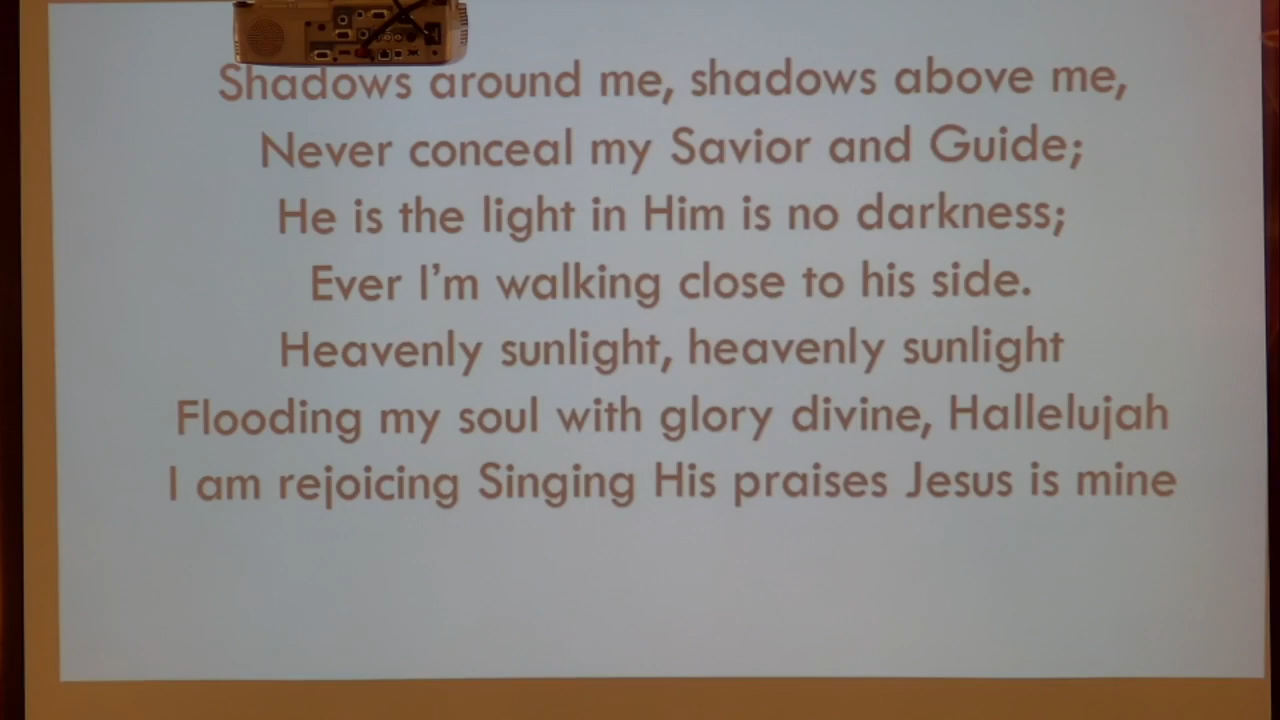 Shadows around me, shadows above me,
Never conceal my Savior and Guide;
He is the light in Him is no darkness;
Ever I'm walking close to his side.
Heavenly sunlight, heavenly sunlight
Flooding my soul with glory divine, Hallelujah
I am rejoicing Singing His praises Jesus is mine